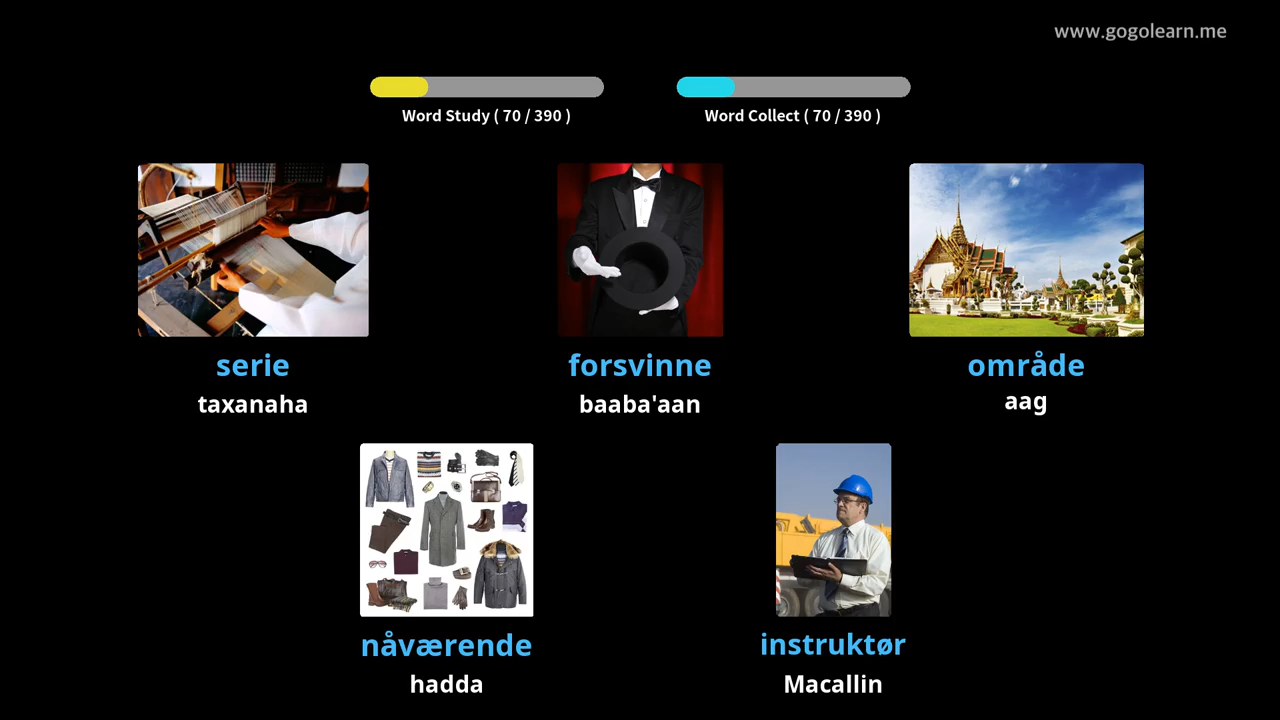 www.gogolearn.me
Word Study ( 70 / 390 )
Word Collect ( 70 / 390 )
serie
taxanaha
forsvinne
baaba'aan
område
aag
nåværende
hadda
instruktør
Macallin